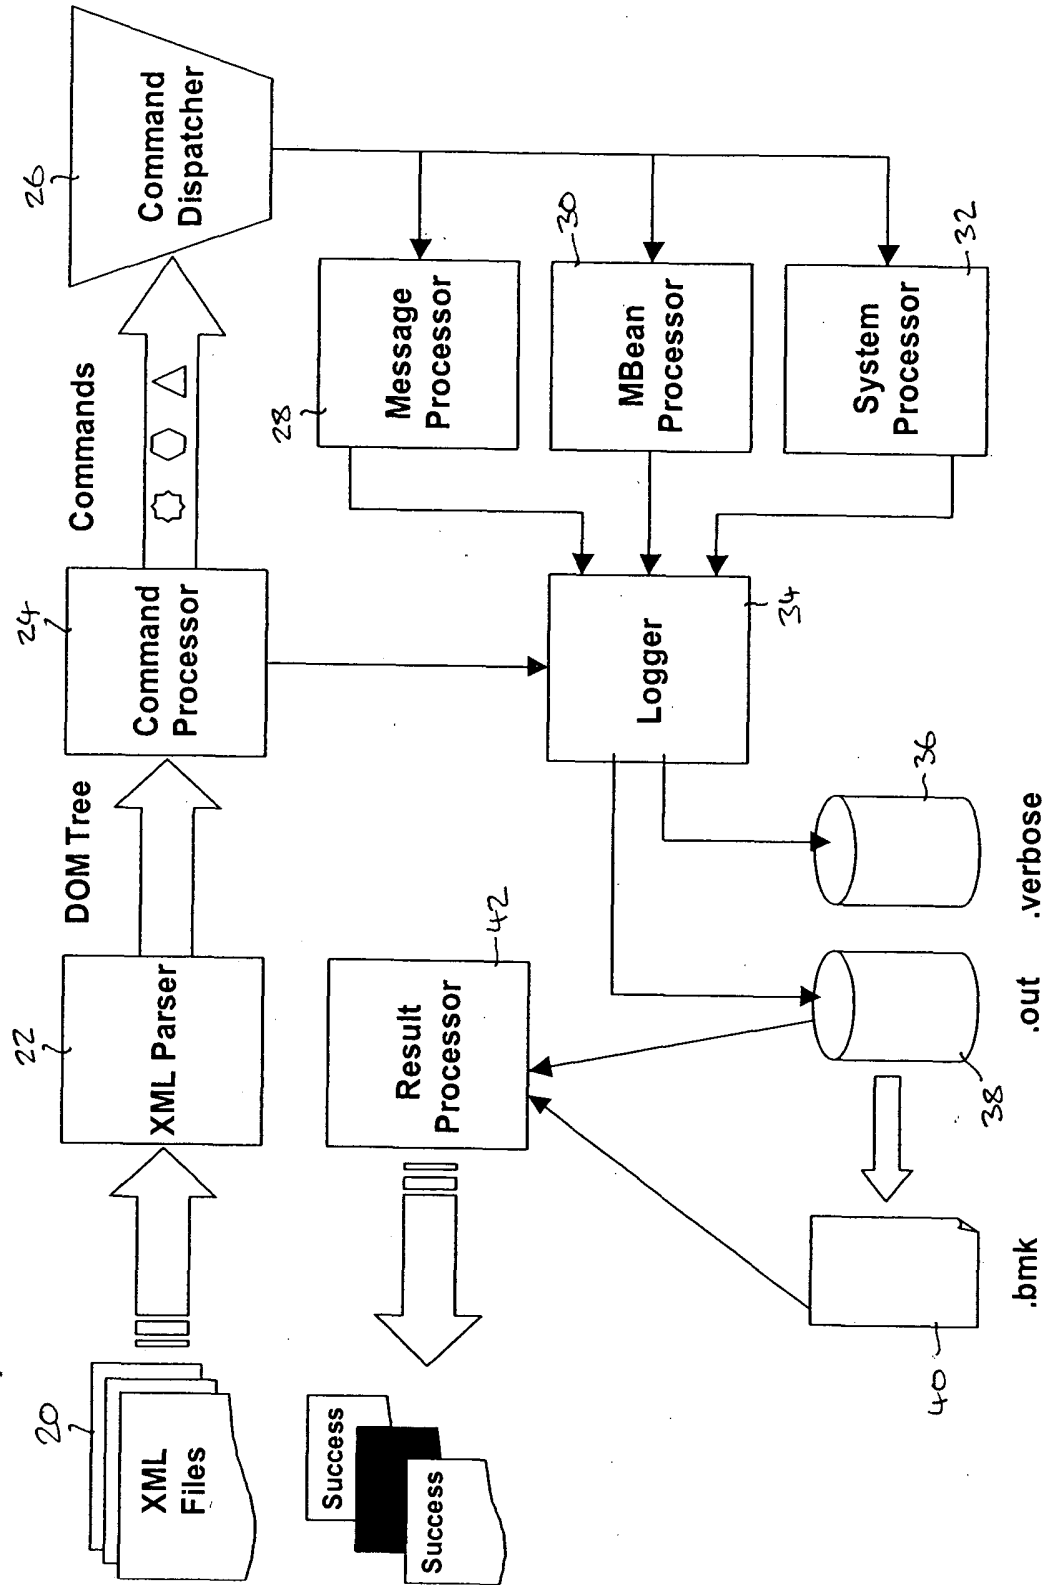 20
XML
Files
22
XML Parser
DOM Tree
24
Command
Processor
Commands
26
Command
Dispatcher
Success
Success
Result
Processor
42
28
Message
Processor
30
MBean
Processor
System
Processor
32
Logger
34
36
.verbose
38
.out
40
.bmk